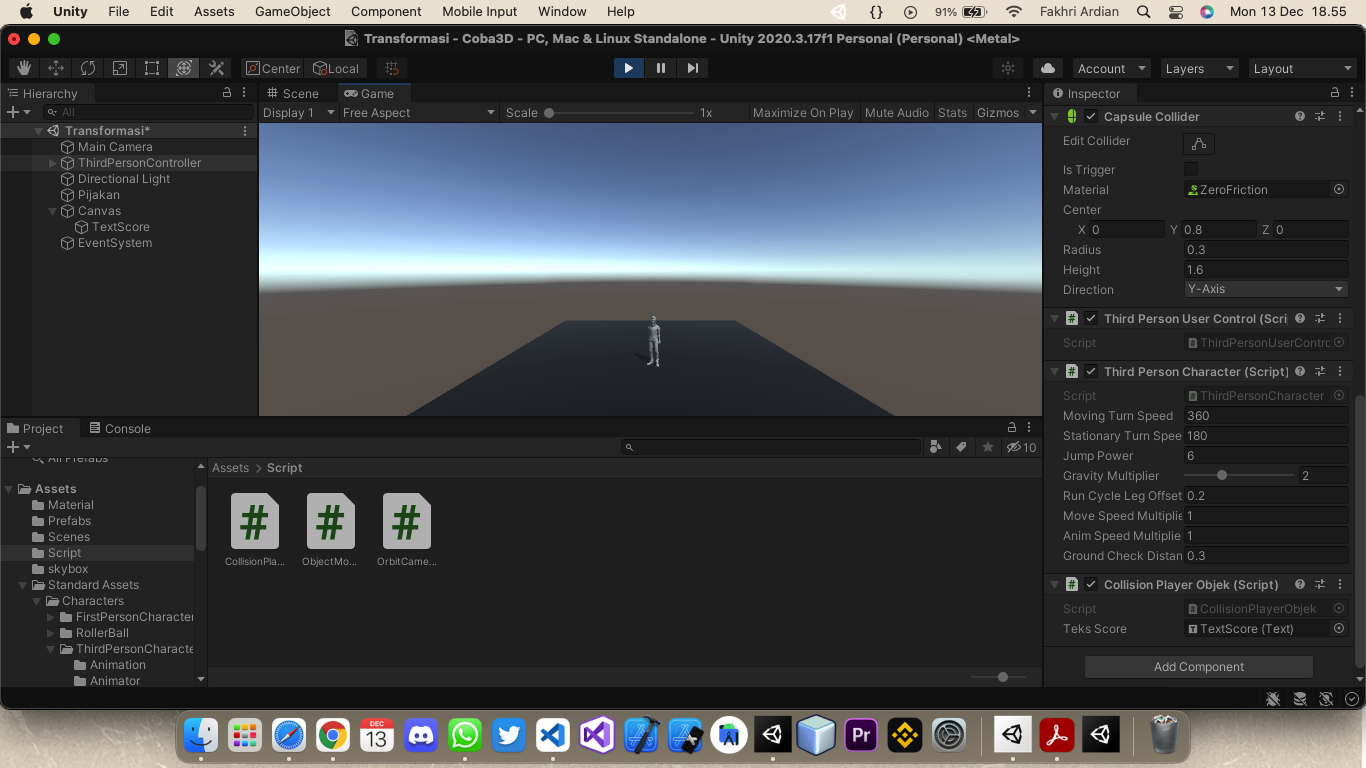 Unity File Edit Assets GameObject Component Mobile Input Window Help 91% Fakhri Ardian Mon 13 Dec 18.55
Transformasi - Coba3D - PC, Mac & Linux Standalone - Unity 2020.3.17f1 Personal (Personal) <Metal>
Center Local Account Layers Layout
Hierarchy
All
Transformasi*
Main Camera
ThirdPersonController
Directional Light
Pijakan
Canvas
TextScore
EventSystem
Scene Game
Display 1 Free Aspect Scale 1x Maximize On Play Mute Audio Stats Gizmos
Inspector
Capsule Collider
Edit Collider
Is Trigger
Material ZeroFriction
Center
X 0 Y 0.8 Z 0
Radius 0.3
Height 1.6
Direction Y-Axis
Third Person User Control (Scri
Script ThirdPersonUserContro
Third Person Character (Script)
Script ThirdPersonCharacter
Moving Turn Speed 360
Stationary Turn Spee 180
Jump Power 6
Gravity Multiplier 2
Run Cycle Leg Offset 0.2
Move Speed Multiplie 1
Anim Speed Multiplie 1
Ground Check Distan 0.3
Collision Player Objek (Script)
Script CollisionPlayerObjek
Teks Score TextScore (Text)
Add Component
Project Console
10
All Prefabs
Assets
Material
Prefabs
Scenes
Script
skybox
Standard Assets
Characters
FirstPersonCharacter
RollerBall
ThirdPersonCharacte
Animation
Animator
Assets > Script
CollisionPla... ObjectMo... OrbitCame...
DEC
13
Pr